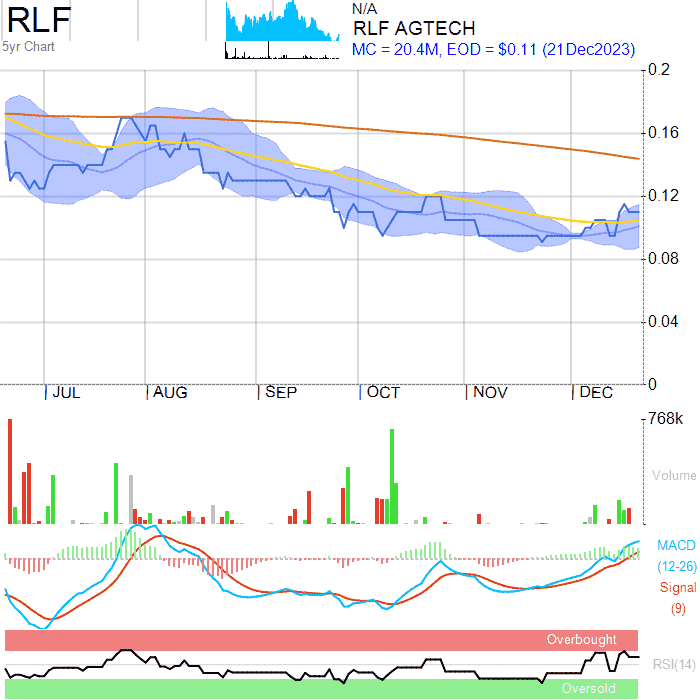 RLF
5yr Chart
N/A
RLF AGTECH
MC = 20.4M, EOD = $0.11 (21Dec2023)
0.2
0.16
0.12
0.08
0.04
0
JUL
AUG
SEP
OCT
NOV
DEC
768k
Volume
MACD
(12-26)
Signal
(9)
Overbought
RSI(14)
Oversold